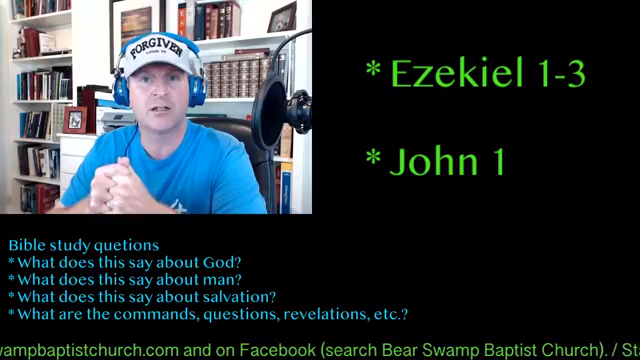 FORGIVEN
* Ezekiel 1-3
* John 1
Bible study quetions
* What does this say about God?
* What does this say about man?
* What does this say about salvation?
* What are the commands, questions, revelations, etc.?
wampbaptistchurch.com and on Facebook (search Bear Swamp Baptist Church). / St